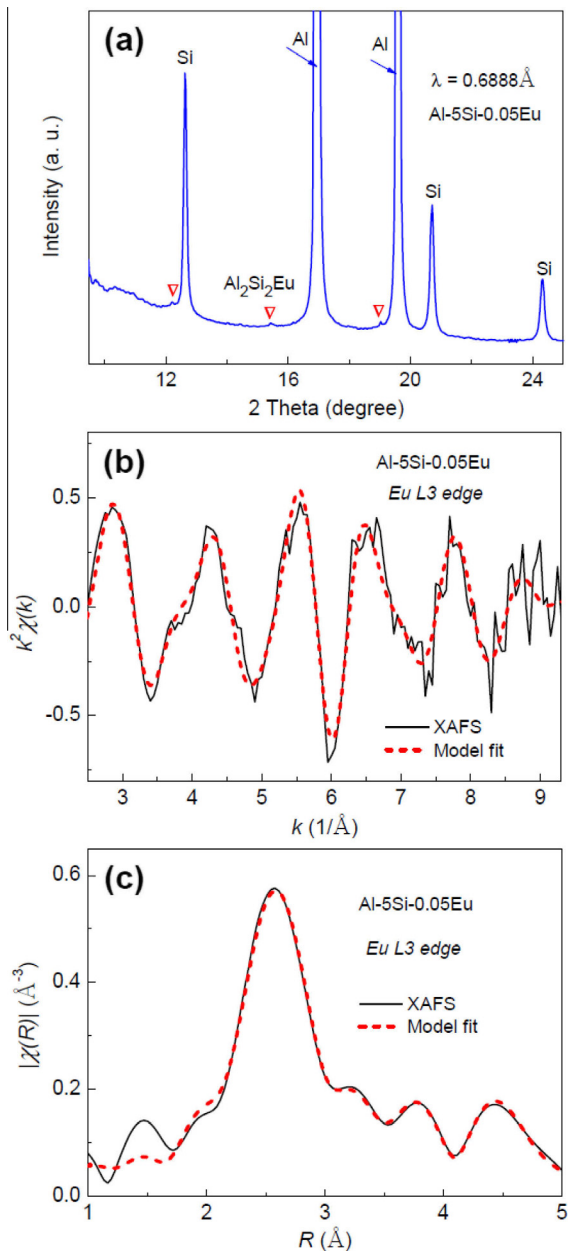 (a)
Si
Al
Al
λ = 0.6888Å
Al-5Si-0.05Eu
Si
Al₂Si₂Eu
Si
Intensity (a. u.)
12 16 20 24
2 Theta (degree)
(b)
Al-5Si-0.05Eu
Eu L3 edge
0.5
0.0
-0.5
k²χ(k)
XAFS
Model fit
3 4 5 6 7 8 9
k (1/Å)
(c)
0.6
Al-5Si-0.05Eu
Eu L3 edge
0.4
XAFS
Model fit
0.2
0.0
|χ(R)| (Å⁻³)
1 2 3 4 5
R (Å)